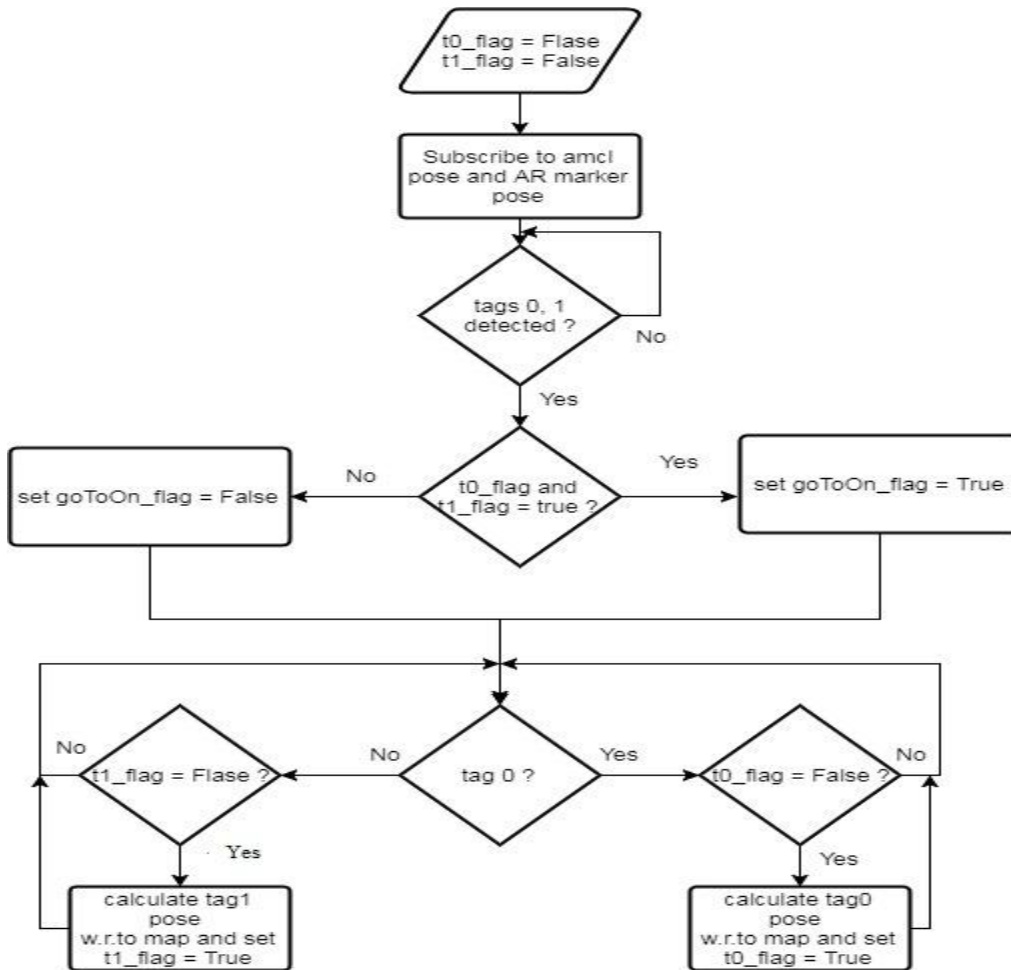 t0_flag = Flase
t1_flag = False
Subscribe to amcl
pose and AR marker
pose
tags 0, 1
detected ?
No
Yes
No
Yes
set goToOn_flag = False
t0_flag and
t1_flag = true ?
set goToOn_flag = True
No
No
Yes
No
t1_flag = Flase ?
tag 0 ?
t0_flag = False ?
Yes
Yes
calculate tag1
pose
w.r.to map and set
t1_flag = True
calculate tag0
pose
w.r.to map and set
t0_flag = True